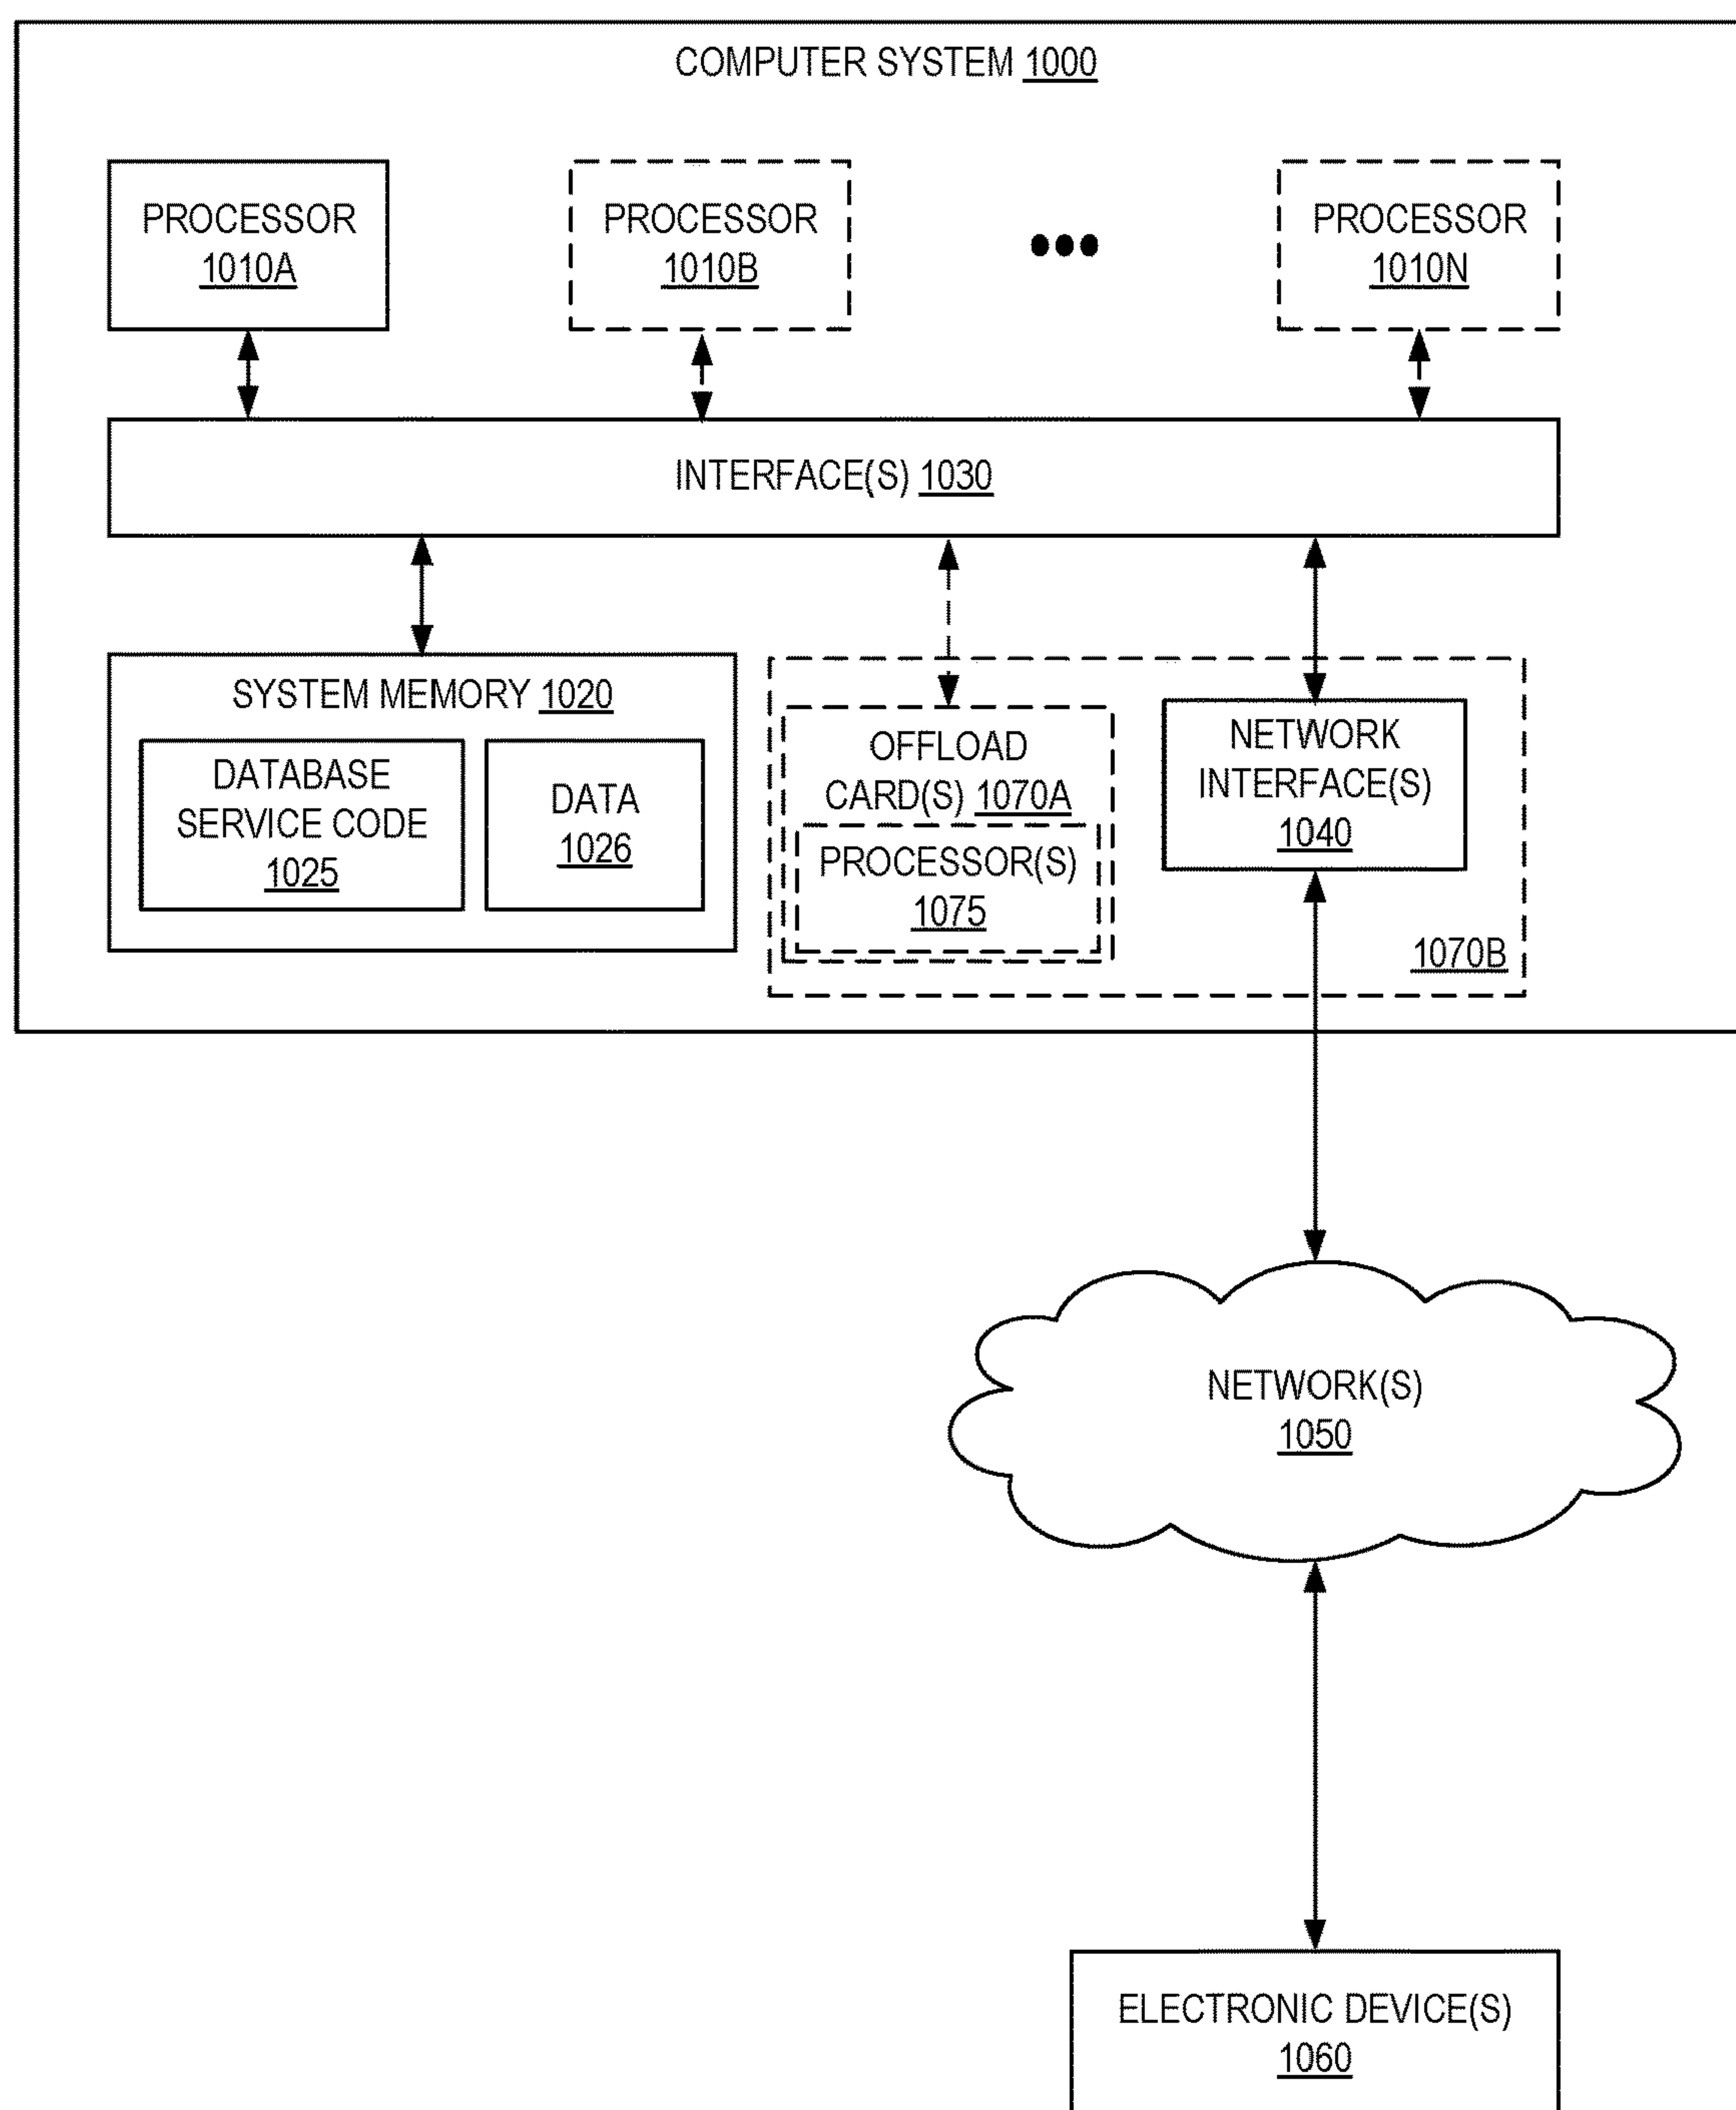 COMPUTER SYSTEM 1000
PROCESSOR
1010A
PROCESSOR
1010B
PROCESSOR
1010N
INTERFACE(S) 1030
SYSTEM MEMORY 1020
DATABASE
SERVICE CODE
1025
DATA
1026
OFFLOAD
CARD(S) 1070A
PROCESSOR(S)
1075
NETWORK
INTERFACE(S)
1040
1070B
NETWORK(S)
1050
ELECTRONIC DEVICE(S)
1060